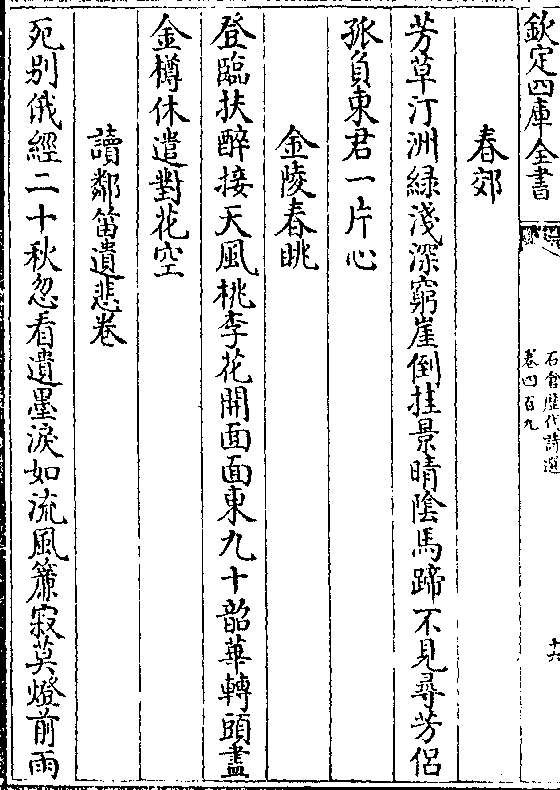 欽定四庫全書
石倉歷代詩選
卷四百九
十六
春郊
芳草汀洲綠淺深窮崖倒挂景晴隂馬蹄不見尋芳侣
孤負東君一片心
金陵春眺
登臨扶醉接天風桃李花開面面東九十韶華轉頭盡
金樽休遣對花空
讀鄰笛遺悲卷
死别俄經二十秋忽看遺墨淚如流風簾寂莫燈前雨